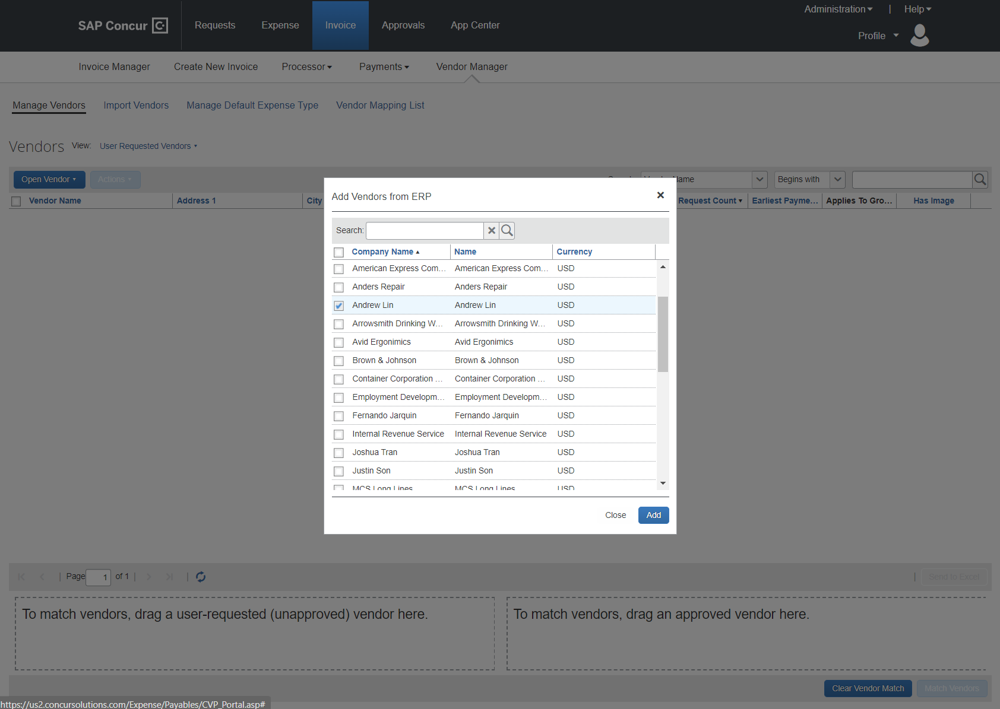 Administration | Help
SAP Concur C Requests Expense Invoice Approvals App Center
Profile
Invoice Manager Create New Invoice Processor Payments Vendor Manager
Manage Vendors Import Vendors Manage Default Expense Type Vendor Mapping List
Vendors View: User Requested Vendors
Open Vendor Actions Name Begins with
Vendor Name Address 1 City Request Count Earliest Payme... Applies To Gro... Has Image
Add Vendors from ERP
Search:
Company Name Name Currency
American Express Com... American Express Com... USD
Anders Repair Anders Repair USD
Andrew Lin Andrew Lin USD
Arrowsmith Drinking W... Arrowsmith Drinking W... USD
Avid Ergonimics Avid Ergonimics USD
Brown & Johnson Brown & Johnson USD
Container Corporation ... Container Corporation ... USD
Employment Developm... Employment Developm... USD
Fernando Jarquin Fernando Jarquin USD
Internal Revenue Service Internal Revenue Service USD
Joshua Tran Joshua Tran USD
Justin Son Justin Son USD
MCS Long Lines MCS Long Lines USD
Close Add
| Page 1 of 1 | | | Send to Excel
To match vendors, drag a user-requested (unapproved) vendor here.
To match vendors, drag an approved vendor here.
Clear Vendor Match Match Vendors
https://us2.concursolutions.com/Expense/Payables/CVP_Portal.asp#